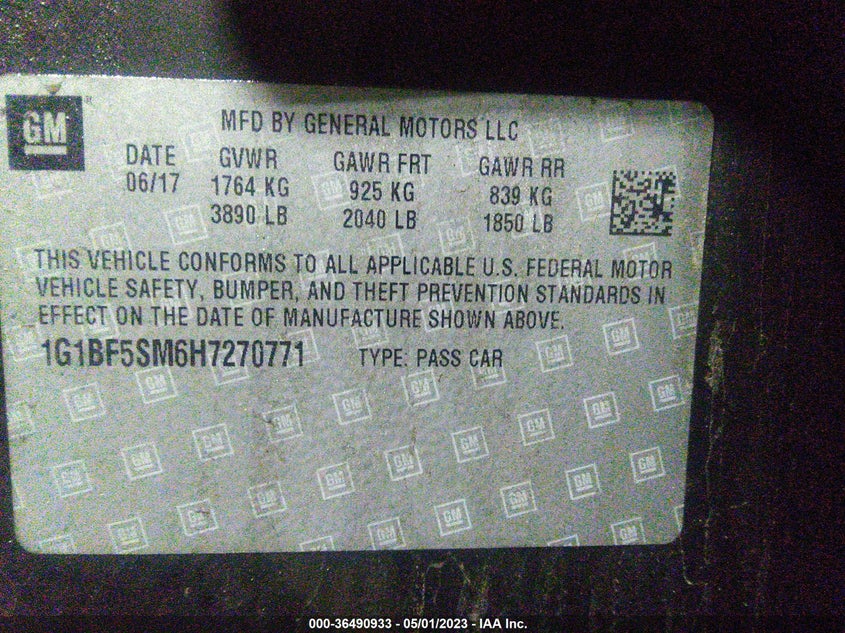 GM
MFD BY GENERAL MOTORS LLC
DATE GVWR GAWR FRT GAWR RR
06/17 1764 KG 925 KG 839 KG
3890 LB 2040 LB 1850 LB
THIS VEHICLE CONFORMS TO ALL APPLICABLE U.S. FEDERAL MOTOR
VEHICLE SAFETY, BUMPER, AND THEFT PREVENTION STANDARDS IN
EFFECT ON THE DATE OF MANUFACTURE SHOWN ABOVE.
1G1BF5SM6H7270771 TYPE: PASS CAR
000-36490933 - 05/01/2023 - IAA Inc.